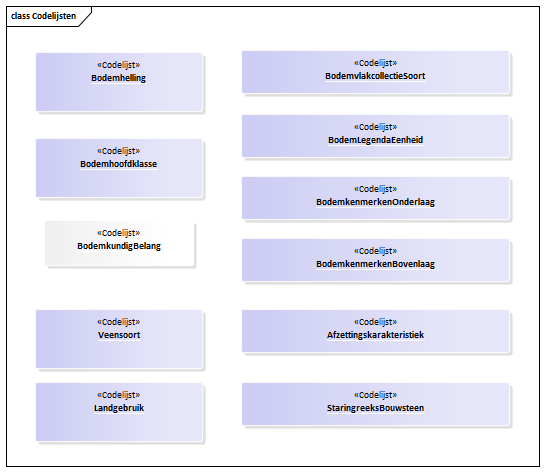 class Codelijsten
«Codelijst»
Bodemhelling
«Codelijst»
Bodemhoofdklasse
«Codelijst»
BodemkundigBelang
«Codelijst»
Veensoort
«Codelijst»
Landgebruik
«Codelijst»
BodemvlakcollectieSoort
«Codelijst»
BodemLegendaEenheid
«Codelijst»
BodemkenmerkenOnderlaag
«Codelijst»
BodemkenmerkenBovenlaag
«Codelijst»
Afzettingskarakteristiek
«Codelijst»
StaringreeksBouwsteen